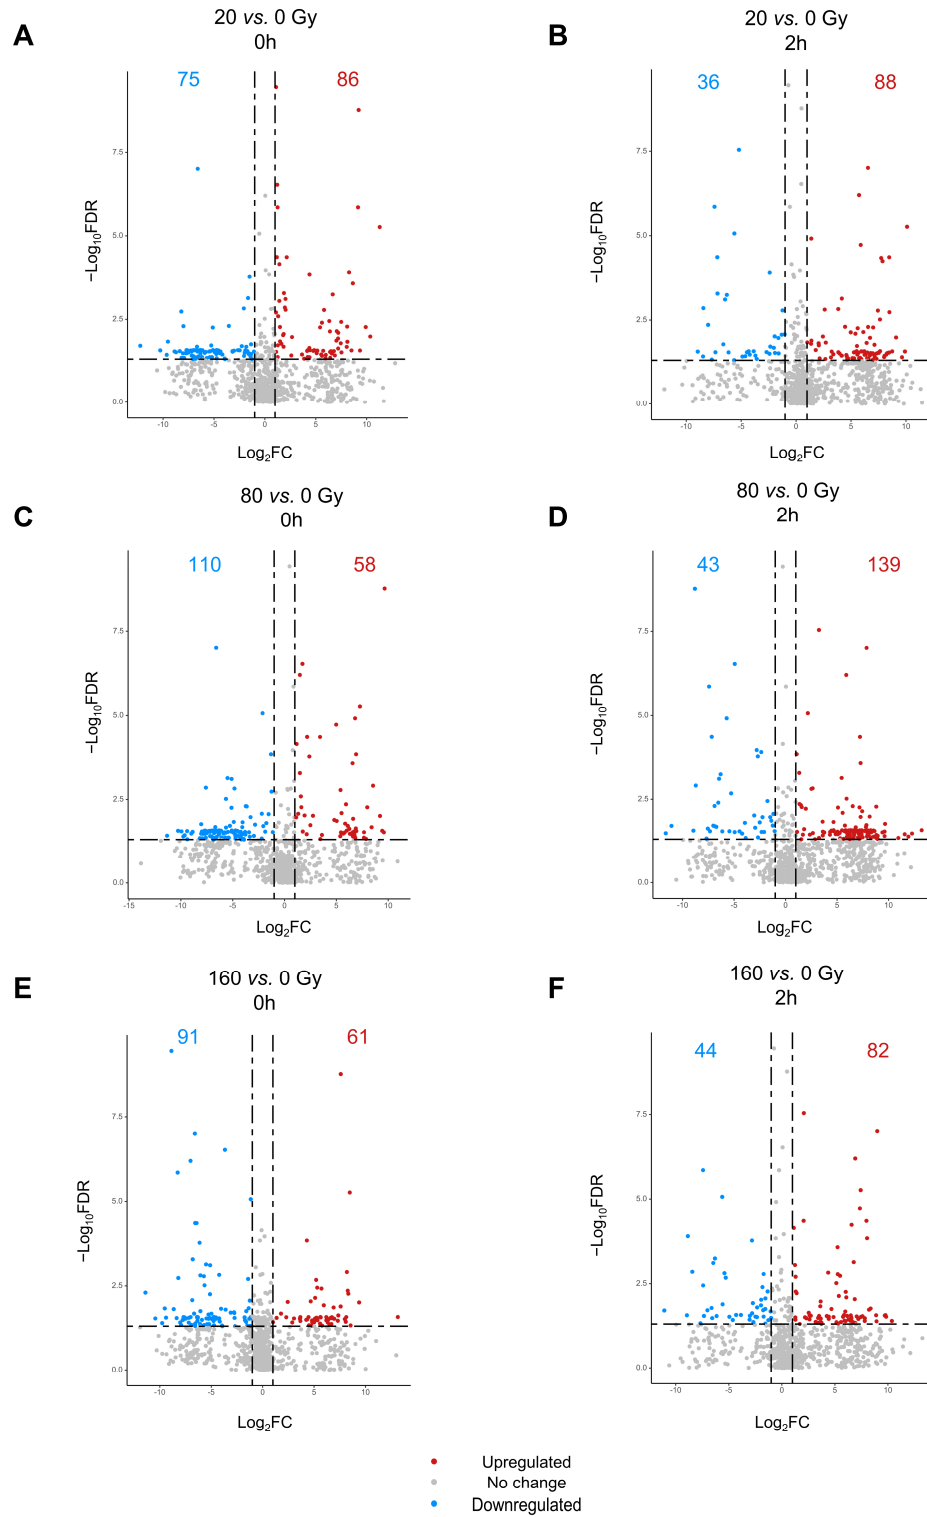 A
20 vs. 0 Gy
0h
75
86
7.5
5.0
2.5
0.0
−Log10FDR
-10
-5
0
5
10
Log2FC
B
20 vs. 0 Gy
2h
36
88
7.5
5.0
2.5
0.0
−Log10FDR
-10
-5
0
5
10
Log2FC
C
80 vs. 0 Gy
0h
110
58
7.5
5.0
2.5
0.0
−Log10FDR
-15
-10
-5
0
5
10
Log2FC
D
80 vs. 0 Gy
2h
43
139
7.5
5.0
2.5
0.0
−Log10FDR
-10
-5
0
5
10
Log2FC
E
160 vs. 0 Gy
0h
91
61
7.5
5.0
2.5
0.0
−Log10FDR
-10
-5
0
5
10
Log2FC
F
160 vs. 0 Gy
2h
44
82
7.5
5.0
2.5
0.0
−Log10FDR
-10
-5
0
5
10
Log2FC
Upregulated
No change
Downregulated